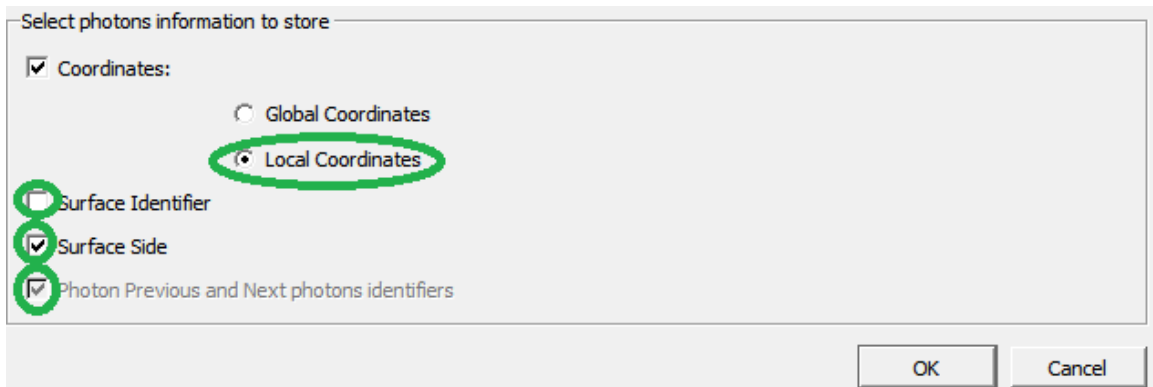 Select photons information to store
Coordinates:
Global Coordinates
Local Coordinates
Surface Identifier
Surface Side
Photon Previous and Next photons identifiers
OK Cancel